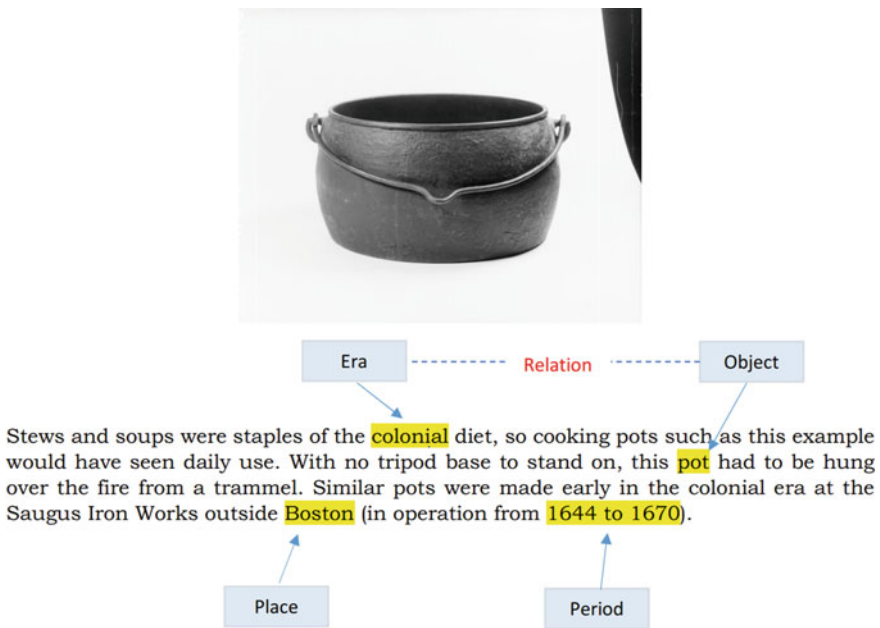 Era Relation Object
Stews and soups were staples of the colonial diet, so cooking pots such as this example
would have seen daily use. With no tripod base to stand on, this pot had to be hung
over the fire from a trammel. Similar pots were made early in the colonial era at the
Saugus Iron Works outside Boston (in operation from 1644 to 1670).
Place Period